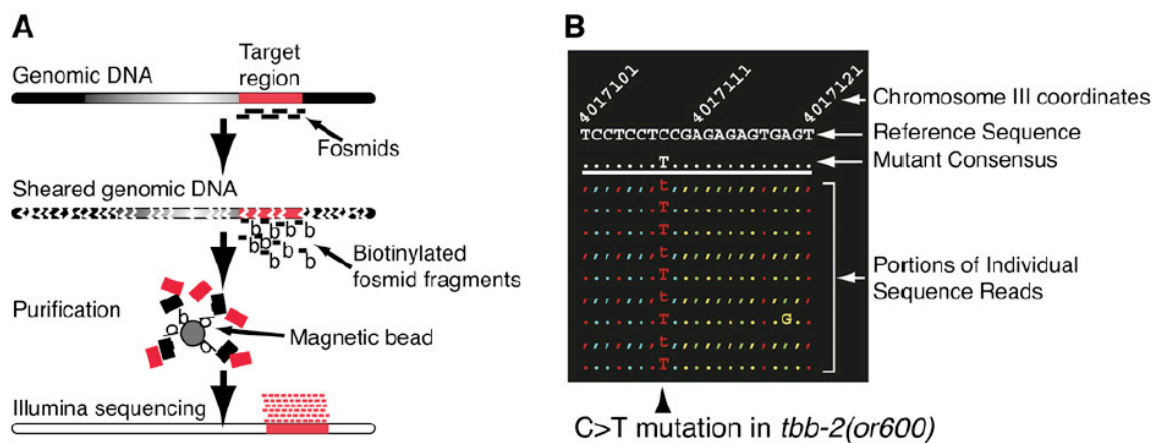 A
Genomic DNA
Target
region
Fosmids
Sheared genomic DNA
b b b b b b b b
Biotinylated
fosmid fragments
Purification
b b b b
Magnetic bead
Illumina sequencing
B
4017101 4017111 4017121
Chromosome III coordinates
TCCTCCTCCGAGAGAGTGAGT
Reference Sequence
.......T.............
Mutant Consensus
,,,,,,,t,,,,,,,,,,,,,
.......T.............
.......T.............
,,,,,,,t,,,,,,,,,,,,,
.......T.............
,,,,,,,t,,,,,,,,,,,,,
.......T..........G..
,,,,,,,t,,,,,,,,,,,,,
.......T.............
Portions of Individual
Sequence Reads
C>T mutation in tbb-2(or600)